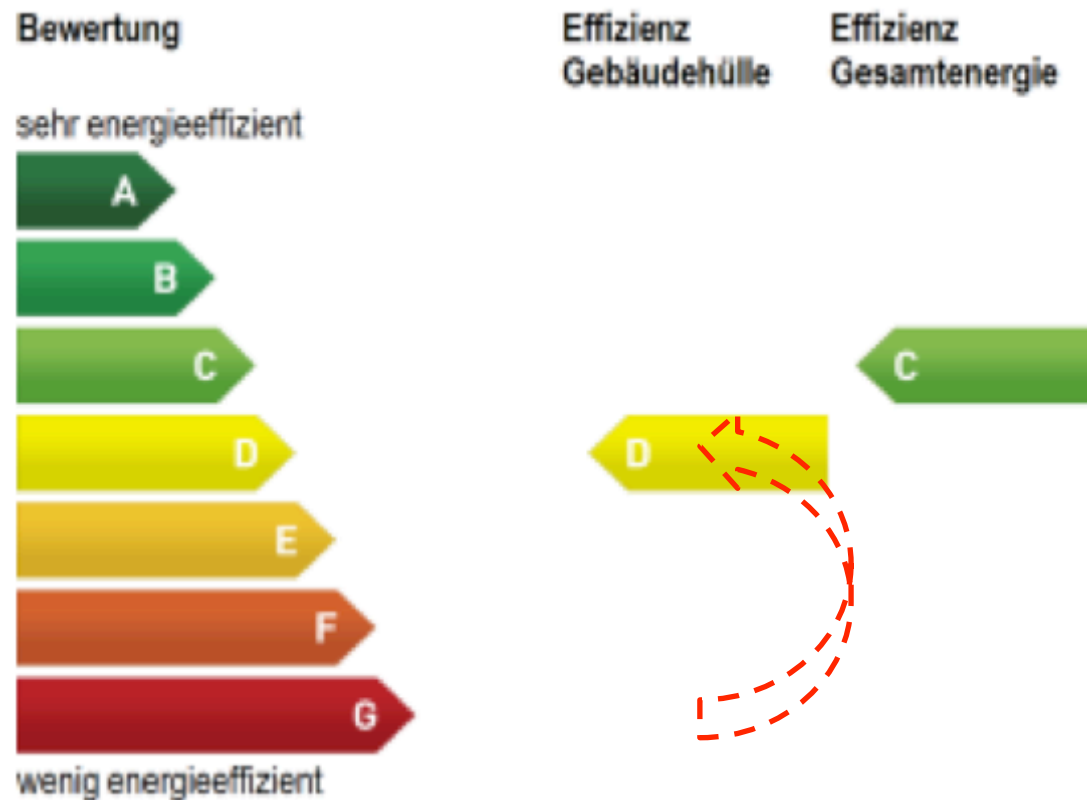 Bewertung
Effizienz
Gebäudehülle
Effizienz
Gesamtenergie
sehr energieeffizient
A
B
C
C
D
D
E
F
G
wenig energieeffizient